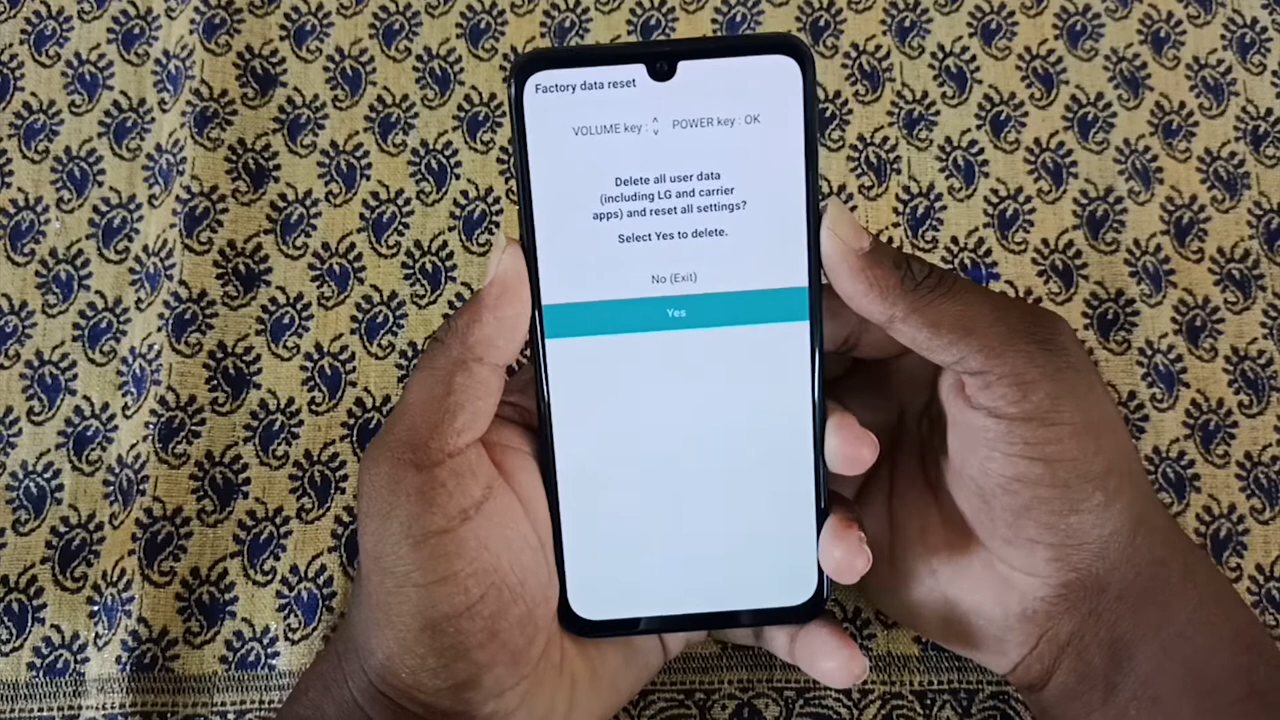 Factory data reset
VOLUME key : ^ v POWER key : OK
Delete all user data
(including LG and carrier
apps) and reset all settings?
Select Yes to delete.
No (Exit)
Yes